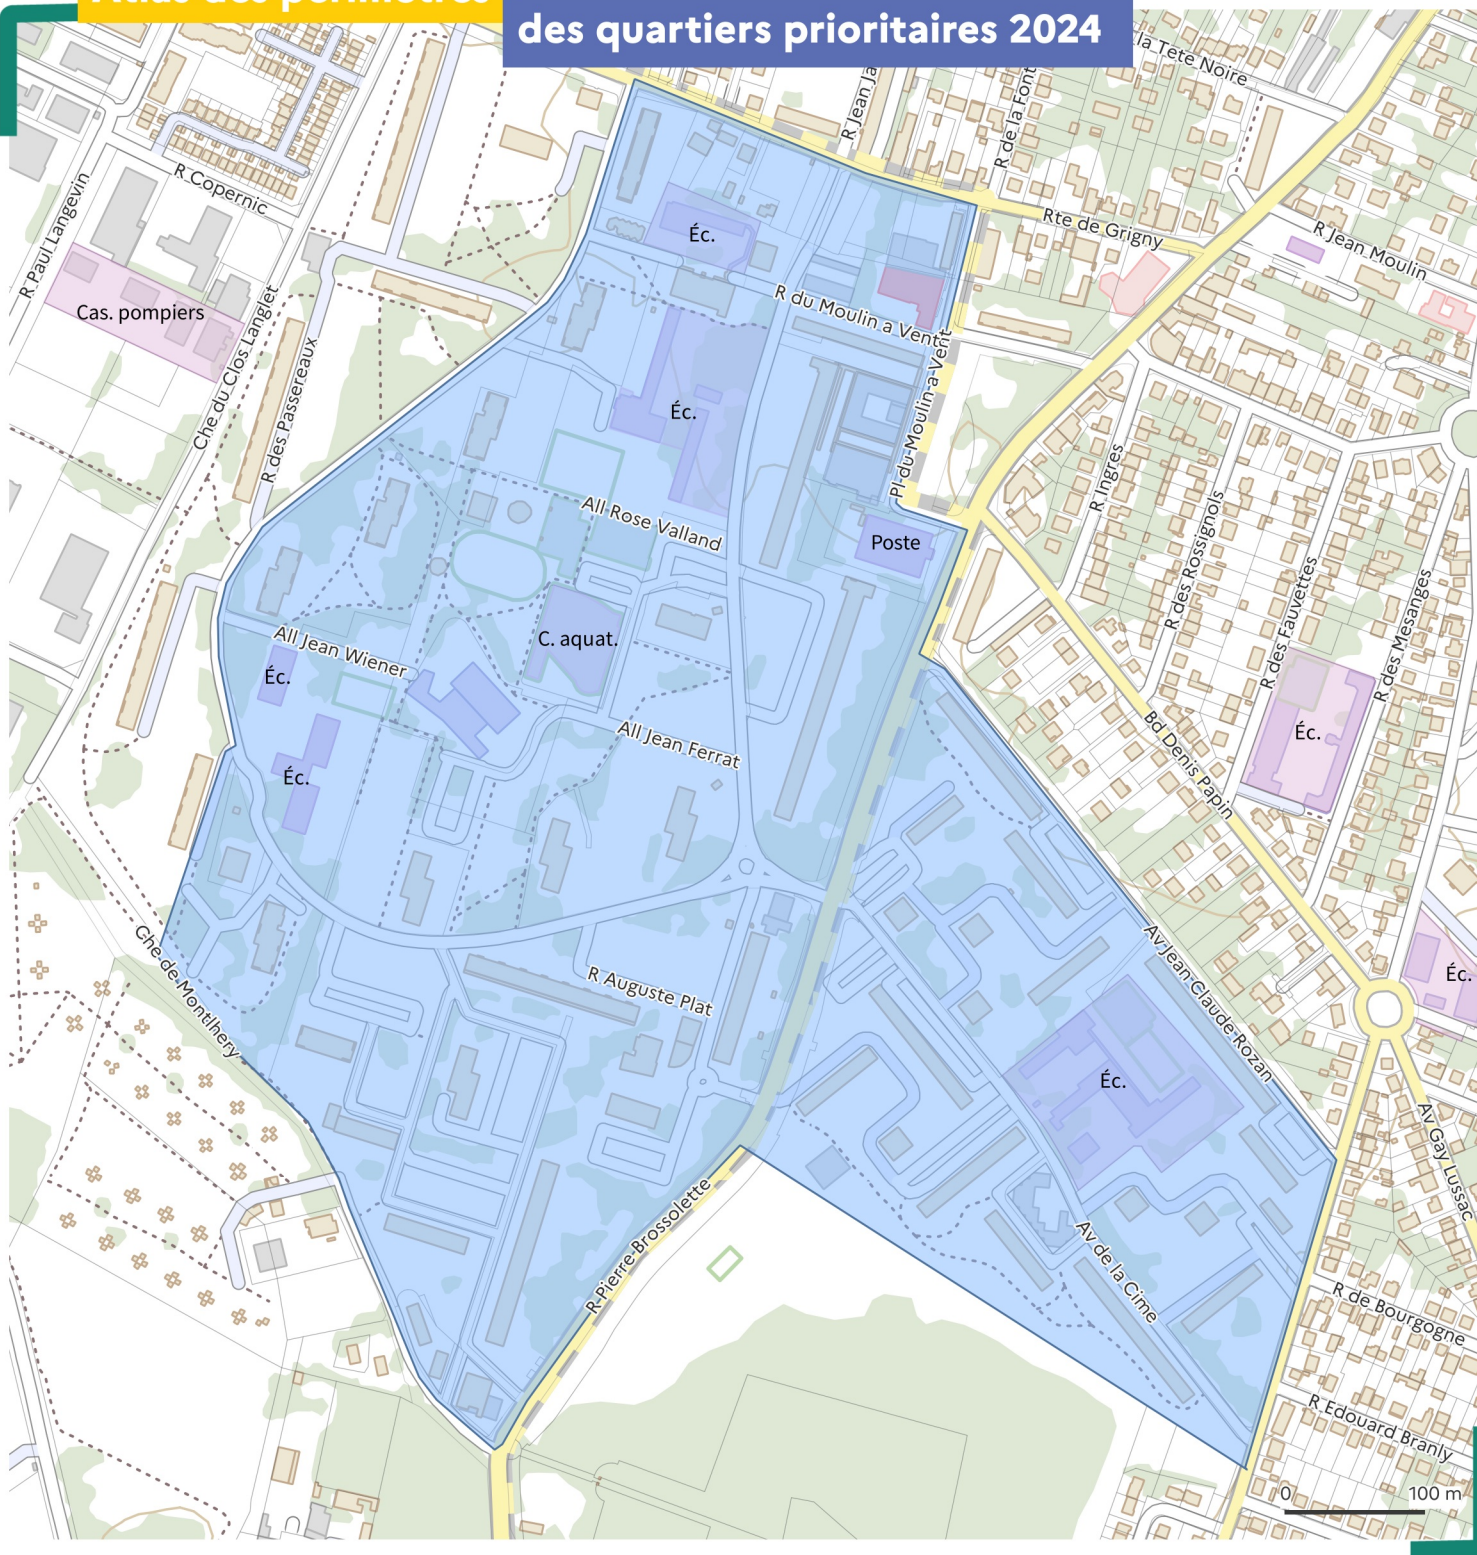 Atlas des périmètres
des quartiers prioritaires 2024
la Tete Noire
R Jean Ja
R de la Font
R Copernic
R Paul Langevin
Rte de Grigny
R Jean Moulin
Éc.
Cas. pompiers
Che du Clos Langlet
R des Passereaux
R du Moulin a Vent
Pl du Moulin a Vent
Éc.
R Ingres
R des Rossignols
R des Fauvettes
R des Mesanges
All Rose Valland
Poste
All Jean Wiener
C. aquat.
Éc.
All Jean Ferrat
Éc.
Bd Denis Papin
Éc.
Che de Montlhery
R Auguste Plat
Av Jean Claude Rozan
Éc.
Éc.
Av Gay Lussac
R Pierre Brossolette
Av de la Cime
R de Bourgogne
R Edouard Branly
0 100 m